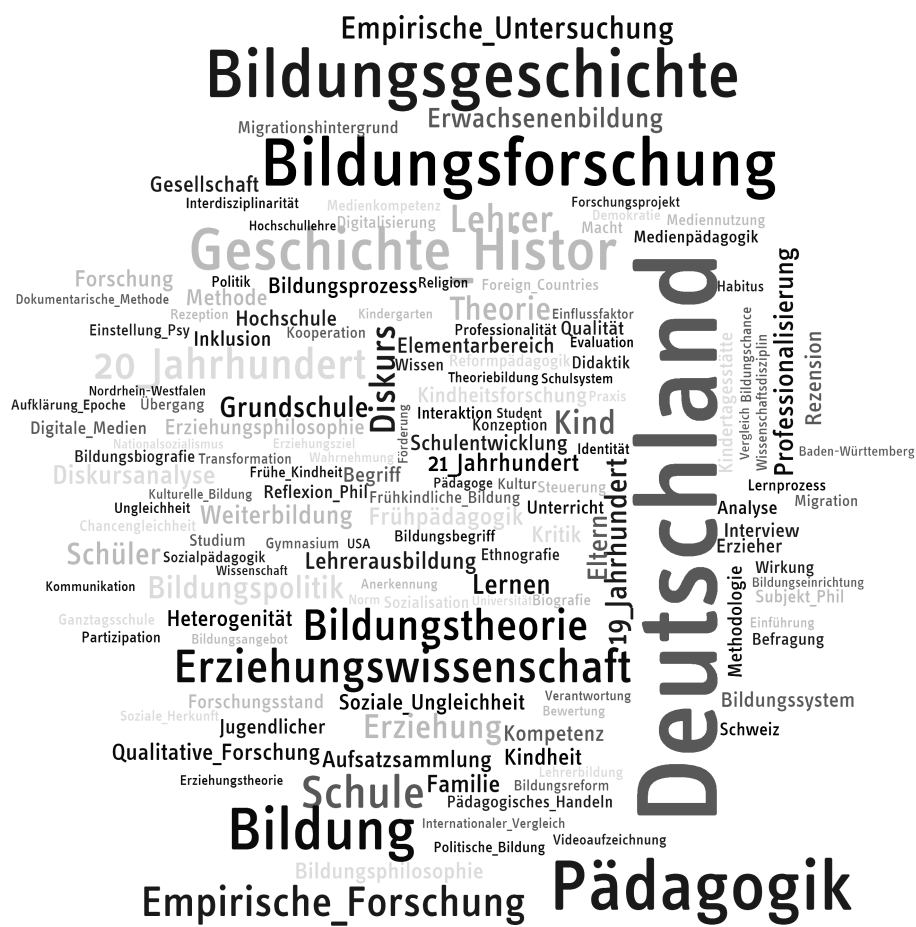 Empirische_Untersuchung
Bildungsgeschichte
Erwachsenenbildung
Migrationshintergrund
Bildungsforschung
Gesellschaft
Interdisziplinarität
Medienkompetenz
Forschungsprojekt
Lehrer
Demokratie
Mediennutzung
Hochschullehre
Digitalisierung
Macht
Medienpädagogik
Geschichte_Histor
Forschung
Politik
Bildungsprozess
Religion
Foreign_Countries
Habitus
Dokumentarische_Methode
Methode
Theorie
Rezeption
Hochschule
Kindergarten
Einflussfaktor
Einstellung_Psy
Inklusion
Kooperation
Professionalität
Qualität
Diskurs
Elementarbereich
Evaluation
20_Jahrhundert
Wissen
Reformpädagogik
Didaktik
Theoriebildung
Schulsystem
Nordrhein-Westfalen
Kindheitsforschung
Praxis
Aufklärung_Epoche
Übergang
Grundschule
Interaktion
Student
Kind
Digitale_Medien
Erziehungsphilosophie
Förderung
Konzeption
Nationalsozialismus
Erziehungsziel
Schulentwicklung
Identität
Bildungsbiografie
Transformation
Wahrnehmung
21_Jahrhundert
Diskursanalyse
Frühe_Kindheit
Begriff
Pädagoge
Kultur
Steuerung
Kulturelle_Bildung
Reflexion_Phil
Frühkindliche_Bildung
Ungleichheit
Weiterbildung
Frühpädagogik
Unterricht
Chancengleichheit
Studium
Gymnasium
USA
Bildungsbegriff
Kritik
Eltern
19_Jahrhundert
Deutschland
Kindertagesstätte
Vergleich
Bildungschance
Wissenschaftsdisziplin
Professionalisierung
Rezension
Baden-Württemberg
Lernprozess
Migration
Analyse
Interview
Erzieher
Schüler
Sozialpädagogik
Wissenschaft
Lehrerausbildung
Ethnografie
Kommunikation
Bildungspolitik
Anerkennung
Lernen
Methodologie
Wirkung
Bildungseinrichtung
Subjekt_Phil
Norm
Sozialisation
Universität
Biografie
Ganztagsschule
Heterogenität
Bildungstheorie
Einführung
Partizipation
Bildungsangebot
Befragung
Erziehungswissenschaft
Forschungsstand
Soziale_Ungleichheit
Verantwortung
Bildungssystem
Soziale_Herkunft
Bewertung
Jugendlicher
Erziehung
Kompetenz
Schweiz
Qualitative_Forschung
Aufsatzsammlung
Kindheit
Erziehungstheorie
Lehrerbildung
Schule
Familie
Bildungsreform
Pädagogisches_Handeln
Bildung
Internationaler_Vergleich
Politische_Bildung
Videoaufzeichnung
Bildungsphilosophie
Pädagogik
Empirische_Forschung